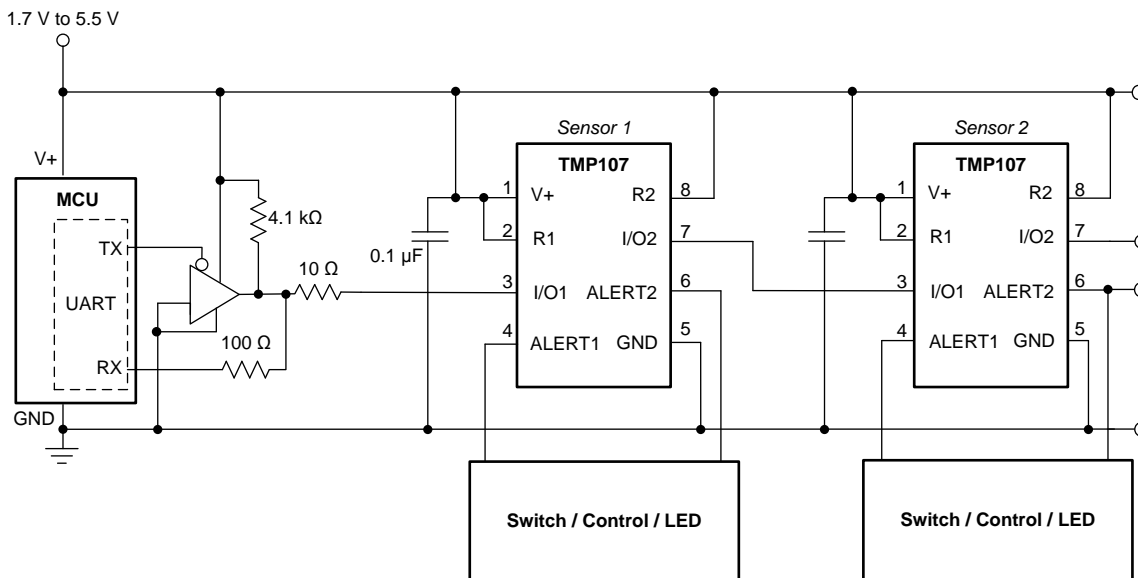 1.7 V to 5.5 V
V+
MCU
TX
UART
RX
GND
4.1 kΩ
10 Ω
100 Ω
0.1 µF
Sensor 1
TMP107
1
V+
R2
8
2
R1
I/O2
7
3
I/O1
ALERT2
6
4
ALERT1
GND
5
Switch / Control / LED
Sensor 2
TMP107
1
V+
R2
8
2
R1
I/O2
7
3
I/O1
ALERT2
6
4
ALERT1
GND
5
Switch / Control / LED